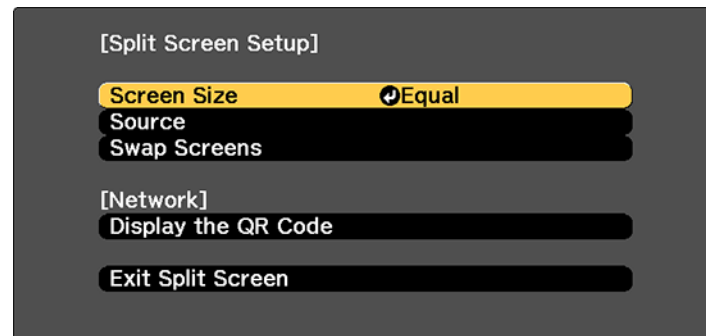 [Split Screen Setup]
Screen Size Equal
Source
Swap Screens
[Network]
Display the QR Code
Exit Split Screen